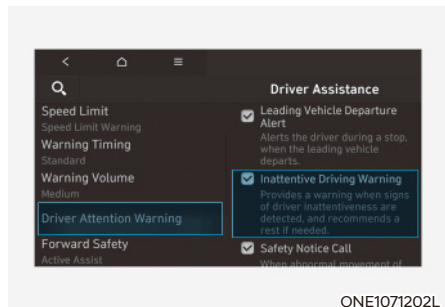 Driver Assistance
Speed Limit
Speed Limit Warning
Warning Timing
Standard
Warning Volume
Medium
Driver Attention Warning
Forward Safety
Active Assist
Leading Vehicle Departure
Alert
Alerts the driver during a stop,
when the leading vehicle
departs.
Inattentive Driving Warning
Provides a warning when signs
of driver inattentiveness are
detected, and recommends a
rest if needed.
Safety Notice Call
When abnormal movement of
ONE1071202L